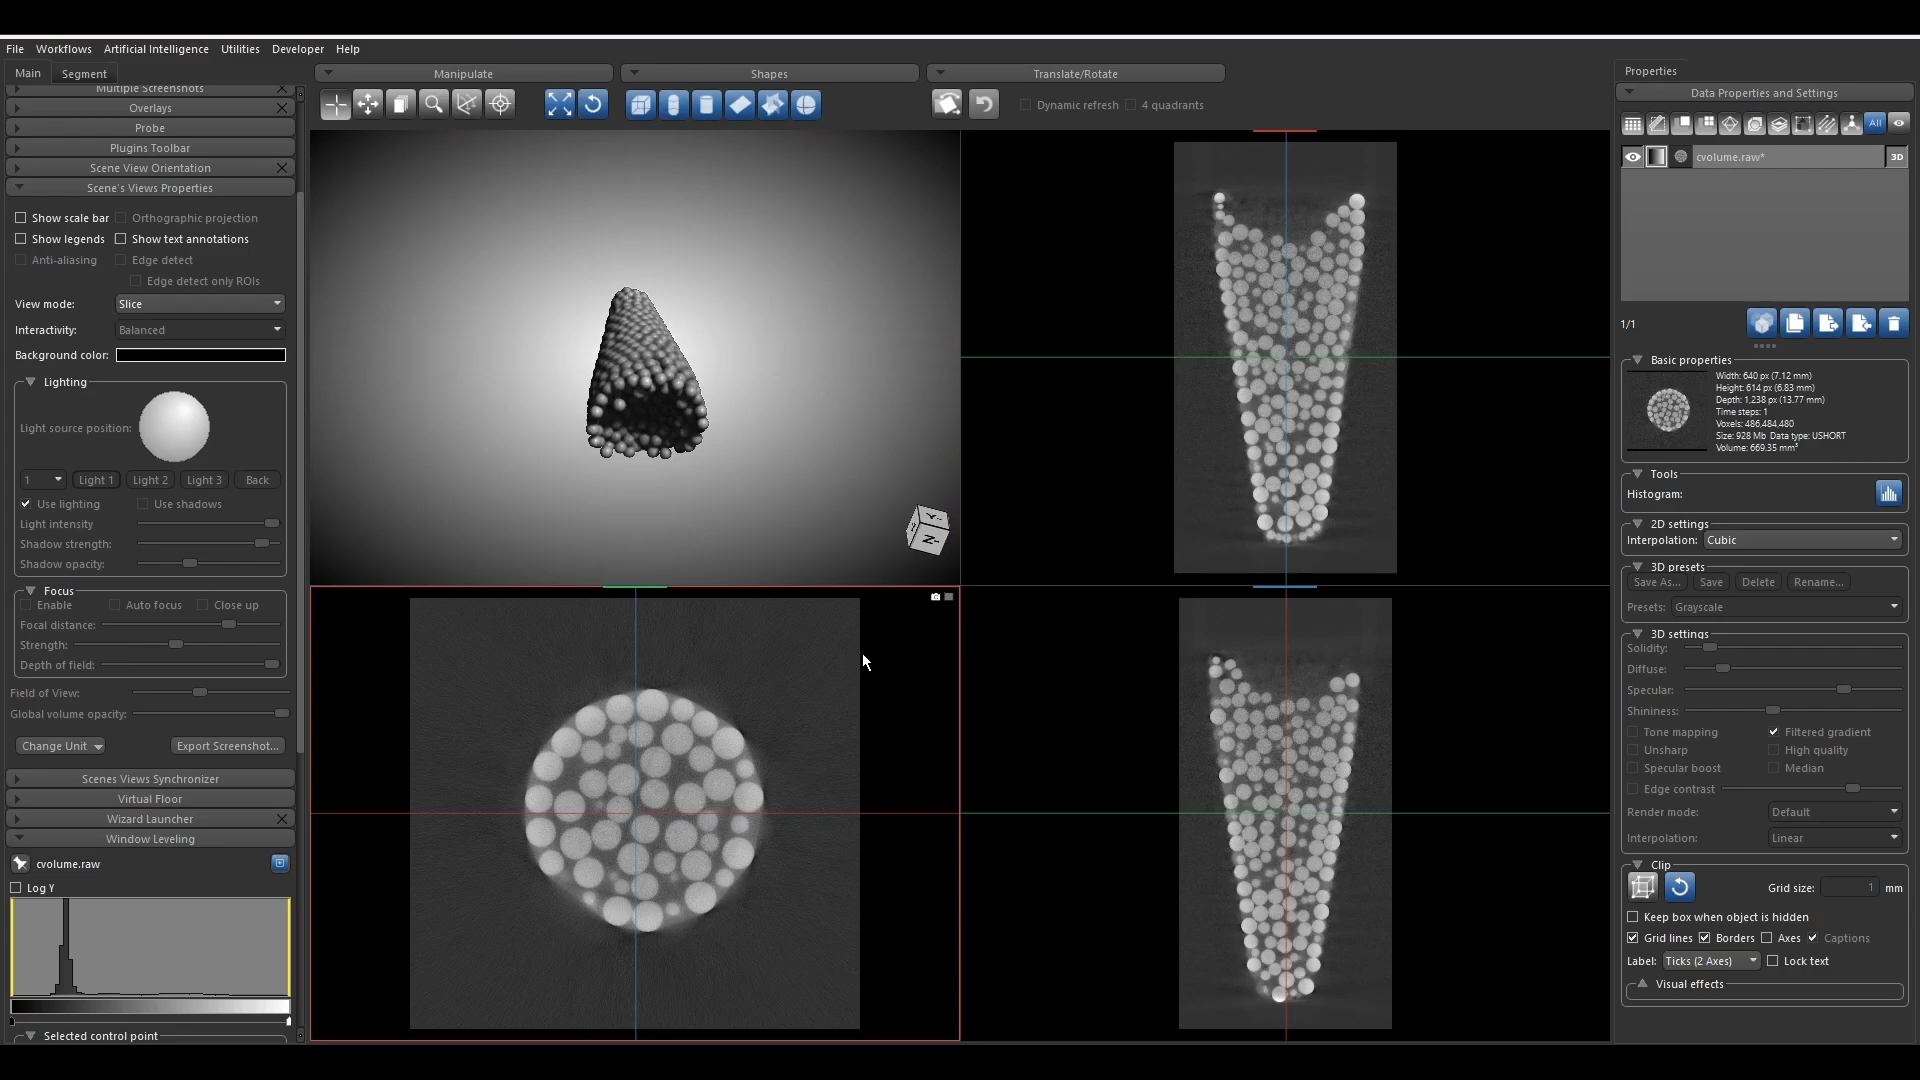 File Workflows Artificial Intelligence Utilities Developer Help
Main Segment
Multiple Screenshots
Overlays
Probe
Plugins Toolbar
Scene View Orientation
Scene's Views Properties
Show scale bar Orthographic projection
Show legends Show text annotations
Anti-aliasing Edge detect
Edge detect only ROIs
View mode: Slice
Interactivity: Balanced
Background color:
Lighting
Light source position:
1 Light 1 Light 2 Light 3 Back
Use lighting Use shadows
Light intensity
Shadow strength:
Shadow opacity:
Focus
Enable Auto focus Close up
Focal distance:
Strength:
Depth of field:
Field of View:
Global volume opacity:
Change Unit Export Screenshot...
Scenes Views Synchronizer
Virtual Floor
Wizard Launcher
Window Leveling
cvolume.raw
Log Y
Selected control point
Manipulate Shapes Translate/Rotate
Dynamic refresh 4 quadrants
Y-
Z-
Properties
Data Properties and Settings
All
cvolume.raw* 3D
1/1
Basic properties
Width: 640 px (7.12 mm)
Height: 614 px (6.83 mm)
Depth: 1,238 px (13.77 mm)
Time steps: 1
Voxels: 486,484,480
Size: 928 Mb Data type: USHORT
Volume: 669.35 mm³
Tools
Histogram:
2D settings
Interpolation: Cubic
3D presets
Save As... Save Delete Rename...
Presets: Grayscale
3D settings
Solidity:
Diffuse:
Specular:
Shininess:
Tone mapping Filtered gradient
Unsharp High quality
Specular boost Median
Edge contrast
Render mode: Default
Interpolation: Linear
Clip
Grid size: 1 mm
Keep box when object is hidden
Grid lines Borders Axes Captions
Label: Ticks (2 Axes) Lock text
Visual effects